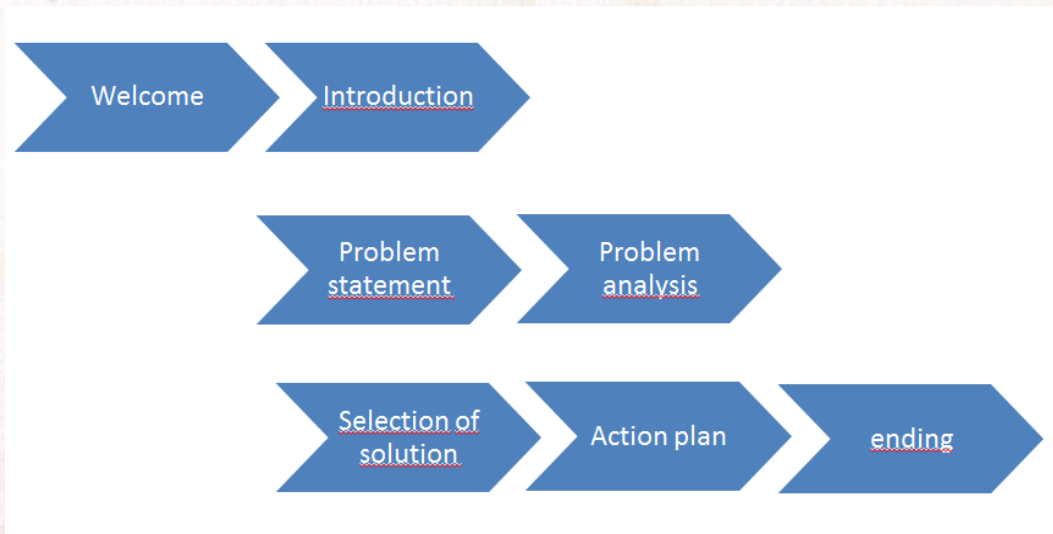 Welcome
Introduction
Problem
statement
Problem
analysis
Selection of
solution
Action plan
ending